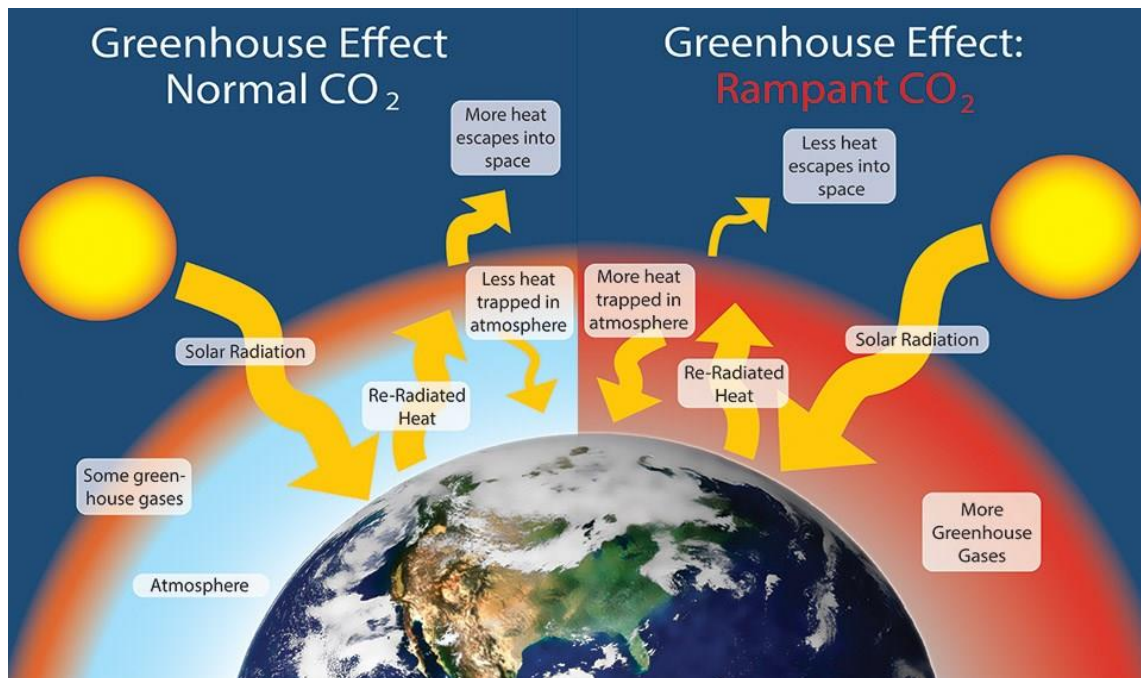 Greenhouse Effect
Normal CO₂
More heat
escapes into
space
Less heat
trapped in
atmosphere
Solar Radiation
Re-Radiated
Heat
Some green-
house gases
Atmosphere
Greenhouse Effect:
Rampant CO₂
Less heat
escapes into
space
More heat
trapped in
atmosphere
Solar Radiation
Re-Radiated
Heat
More
Greenhouse
Gases